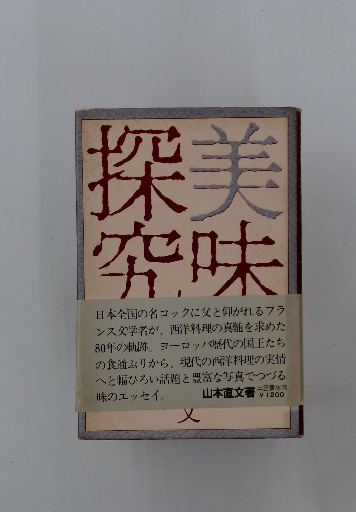 美味
探究
日本全国の名コックに父と仰がれるフラ
ンス文学者が、西洋料理の真髄を求めた
80年の軌跡。ヨーロッパ歴代の国王たち
の食通ぶりから、現代の西洋料理の実情
へと幅ひろい話題と豊富な写真でつづる
味のエッセイ。
山本直文著
¥1200
文